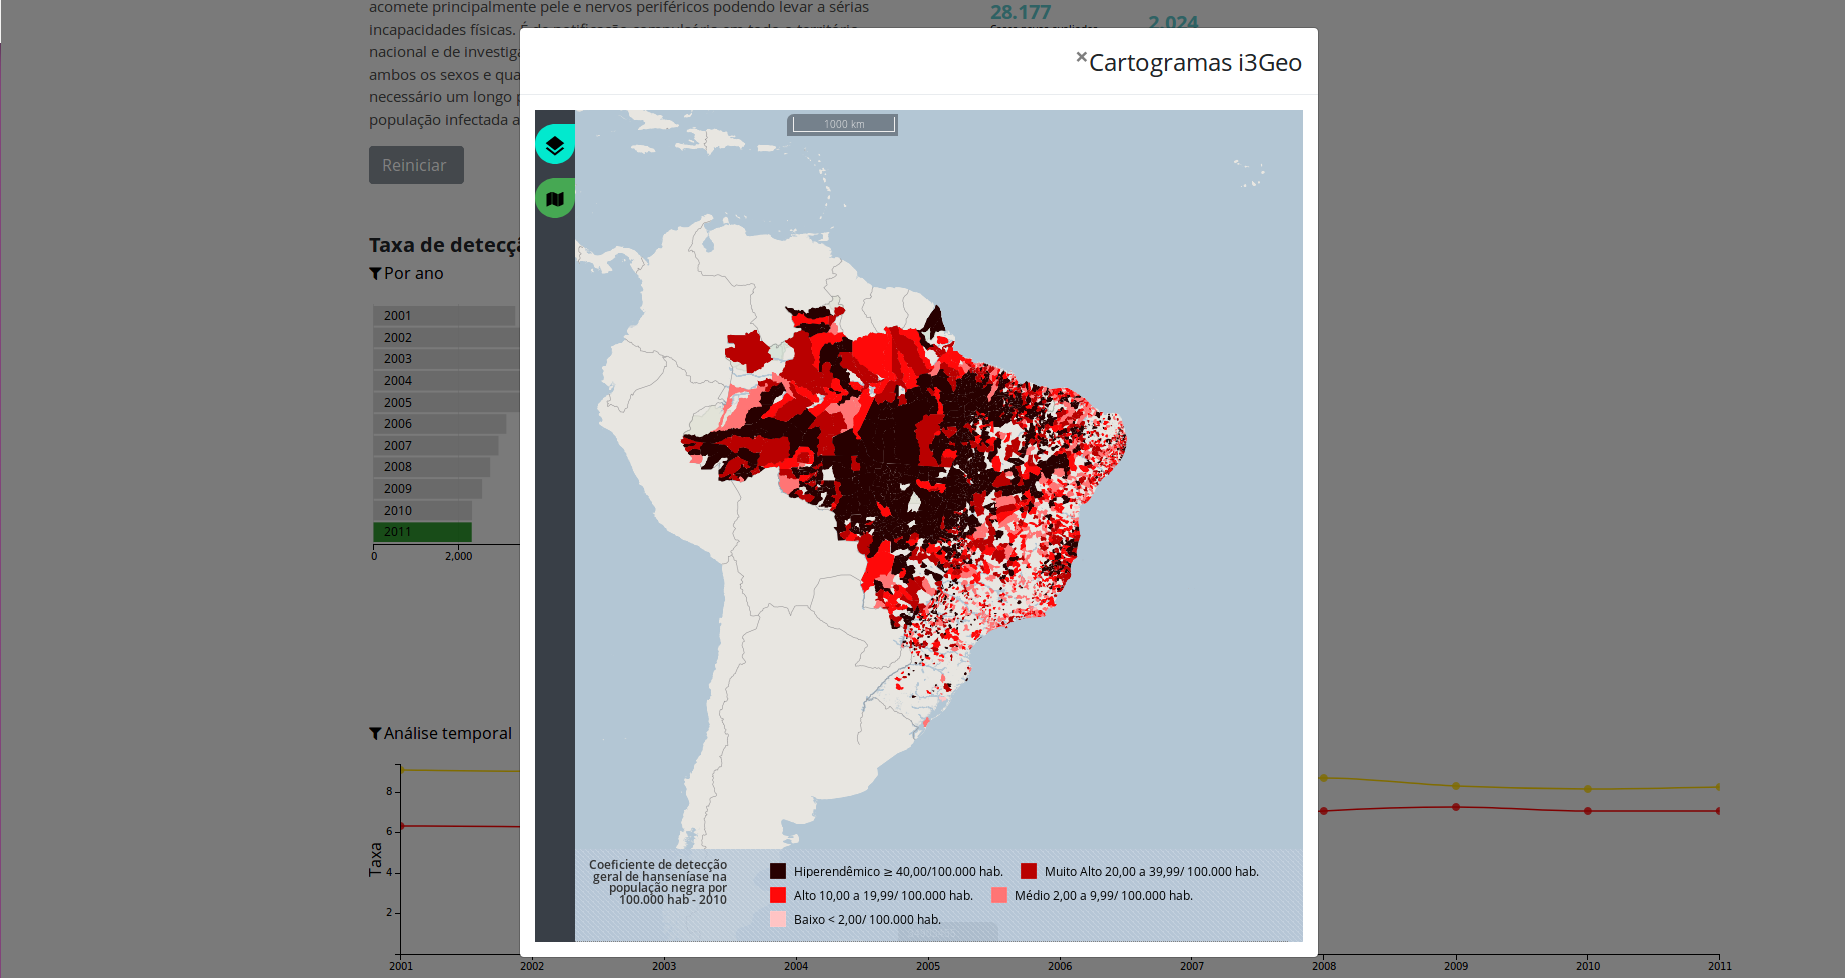 acomete principalmente pele e nervos periféricos podendo levar a sérias
incapacidades físicas. É de notificação compulsória em todo o território
nacional e de investiga
ambos os sexos e qua
necessário um longo p
população infectada a
Reiniciar
28.177
2.024
×Cartogramas i3Geo
1000 km
Taxa de detecçã
Por ano
2001
2002
2003
2004
2005
2006
2007
2008
2009
2010
2011
0 2,000
Análise temporal
Taxa
8
6
4
2
2001 2002 2003 2004 2005 2006 2007 2008 2009 2010 2011
Coeficiente de detecção
geral de hanseníase na
população negra por
100.000 hab - 2010
Hiperendêmico ≥ 40,00/100.000 hab.
Muito Alto 20,00 a 39,99/ 100.000 hab.
Alto 10,00 a 19,99/ 100.000 hab.
Médio 2,00 a 9,99/ 100.000 hab.
Baixo < 2,00/ 100.000 hab.